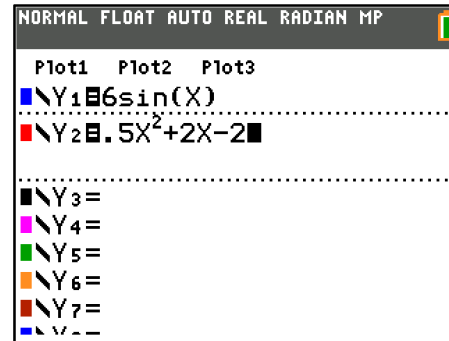 NORMAL FLOAT AUTO REAL RADIAN MP
Plot1 Plot2 Plot3
\Y₁=6sin(X)
\Y₂=.5X²+2X-2
\Y₃=
\Y₄=
\Y₅=
\Y₆=
\Y₇=